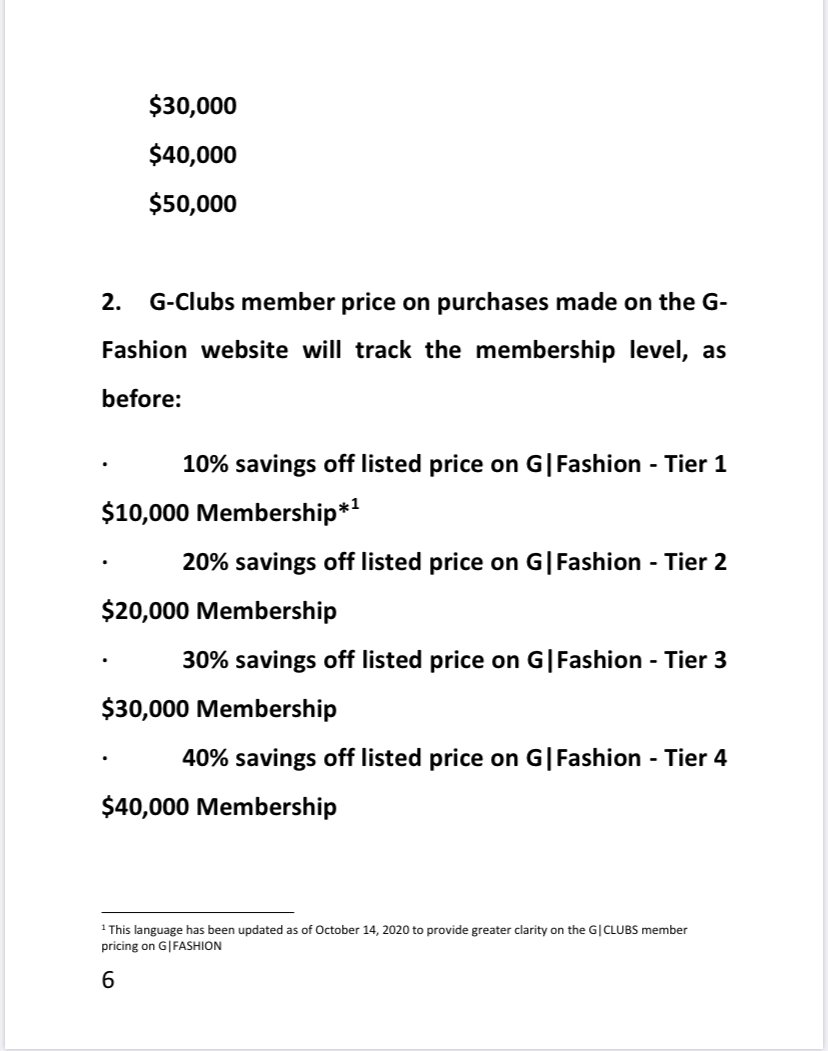 $30,000
$40,000
$50,000
2. G-Clubs member price on purchases made on the G-
Fashion website will track the membership level, as
before:
· 10% savings off listed price on G|Fashion - Tier 1
$10,000 Membership*¹
· 20% savings off listed price on G|Fashion - Tier 2
$20,000 Membership
· 30% savings off listed price on G|Fashion - Tier 3
$30,000 Membership
· 40% savings off listed price on G|Fashion - Tier 4
$40,000 Membership
¹ This language has been updated as of October 14, 2020 to provide greater clarity on the G|CLUBS member
pricing on G|FASHION
6